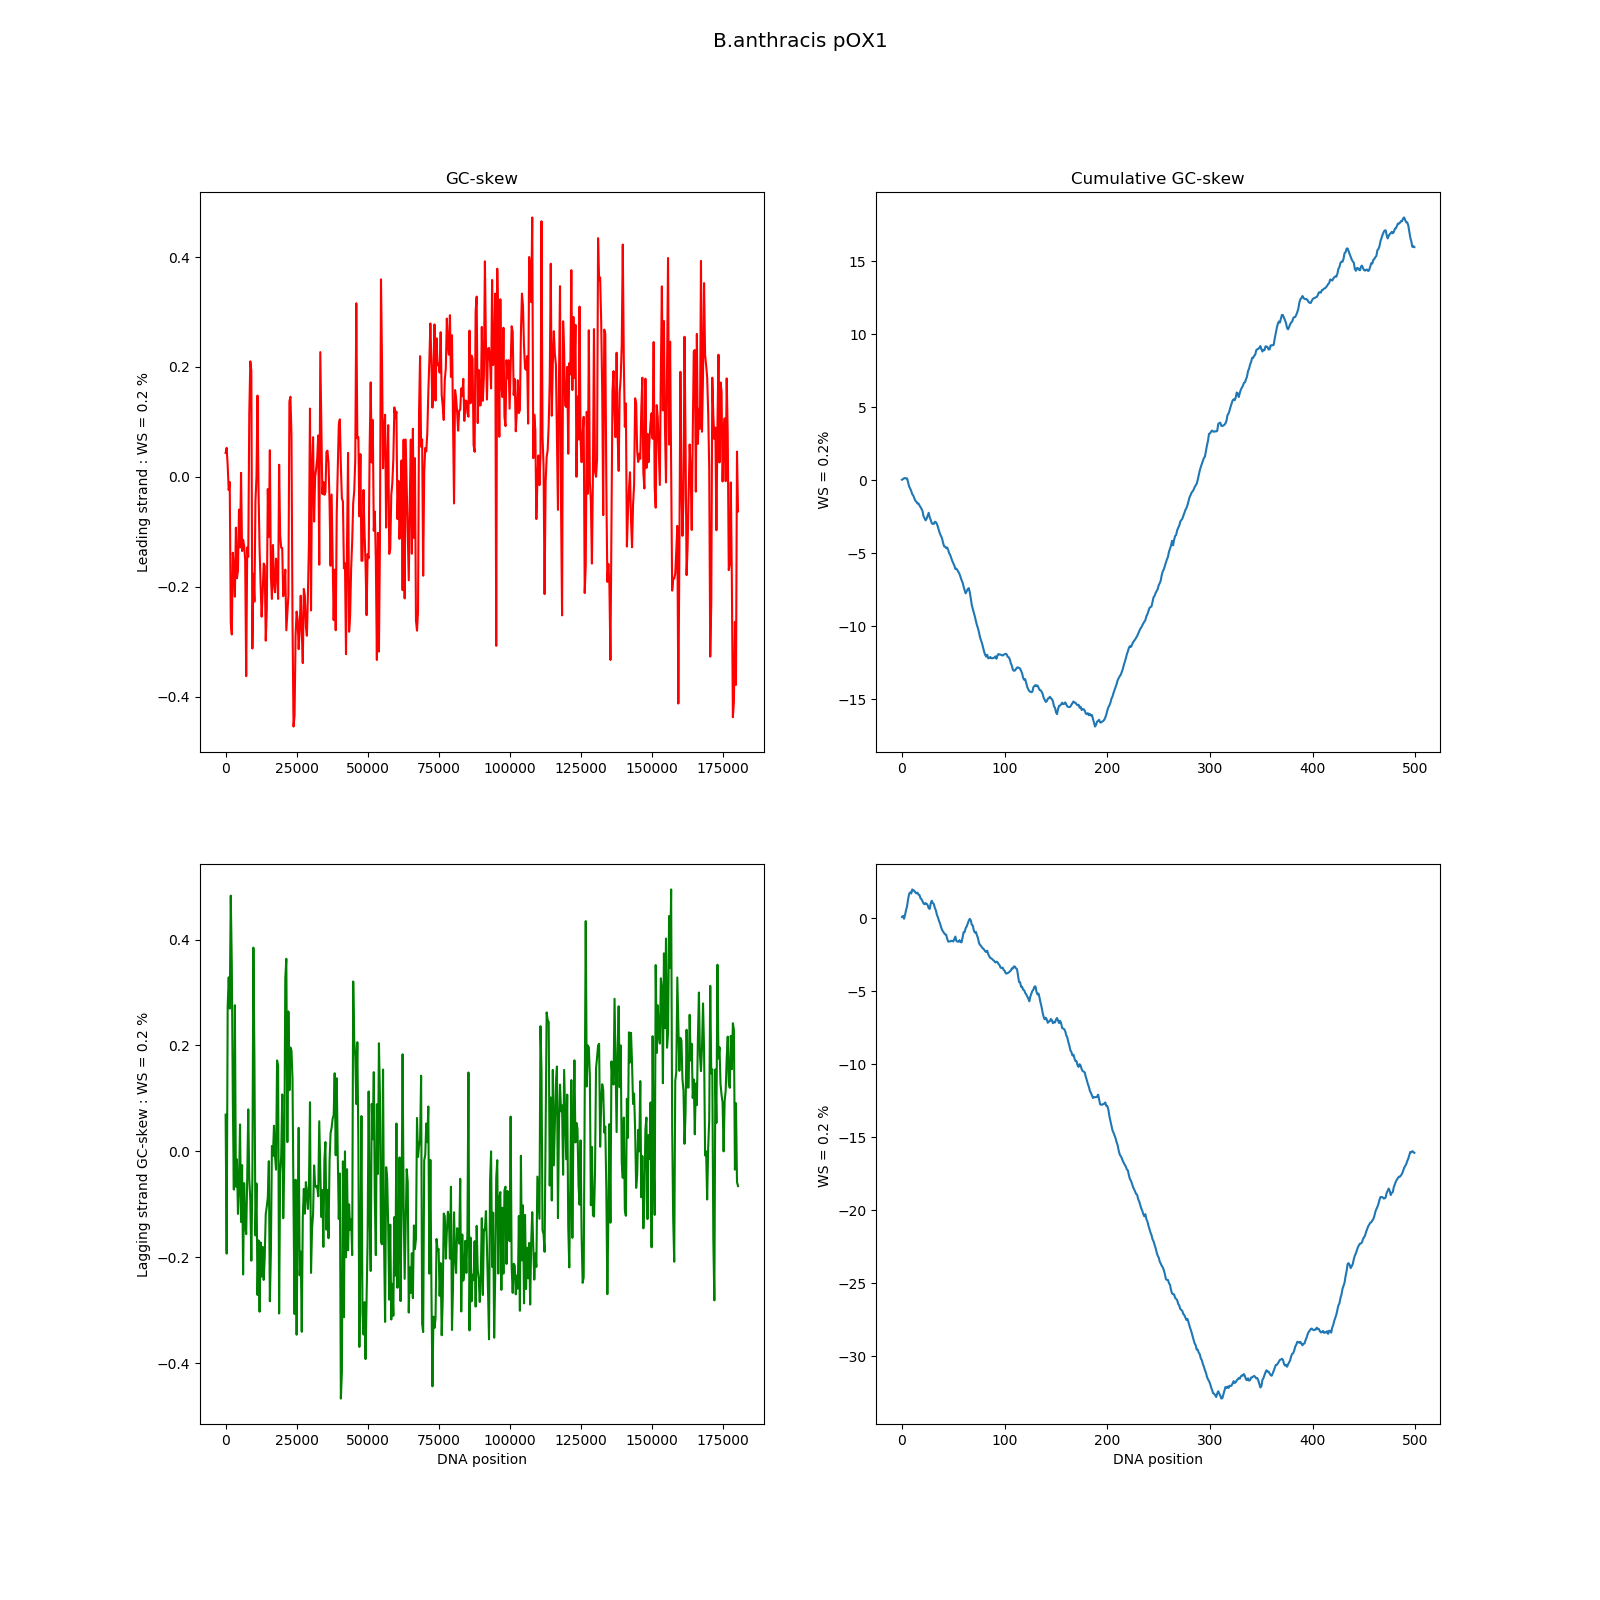 B.anthracis pOX1
GC-skew
Leading strand : WS = 0.2 %
0.4
0.2
0.0
−0.2
−0.4
0 25000 50000 75000 100000 125000 150000 175000
Cumulative GC-skew
WS = 0.2%
15
10
5
0
−5
−10
−15
0 100 200 300 400 500
Lagging strand GC-skew : WS = 0.2 %
0.4
0.2
0.0
−0.2
−0.4
0 25000 50000 75000 100000 125000 150000 175000
DNA position
WS = 0.2 %
0
−5
−10
−15
−20
−25
−30
0 100 200 300 400 500
DNA position